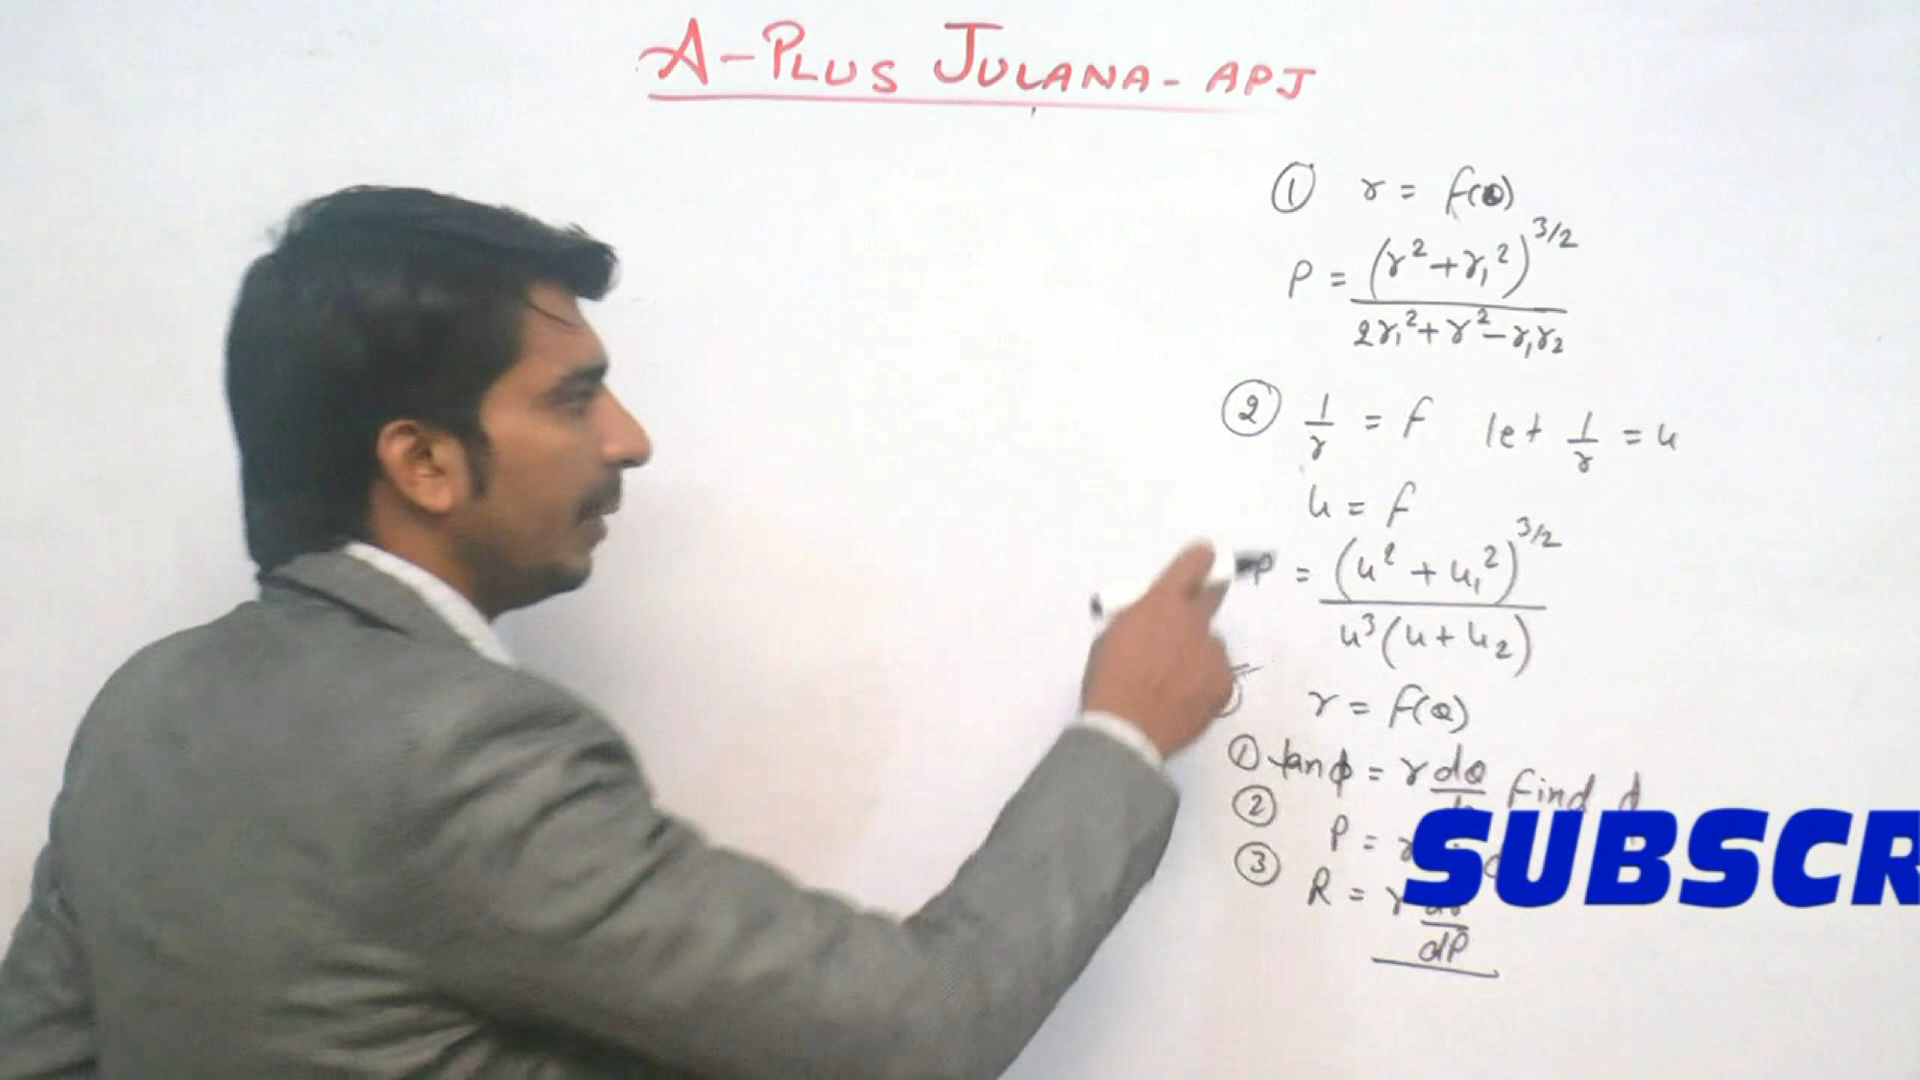 A-PLUS JULANA-APJ
① r = f(θ)
ρ = (r² + r₁²)^3/2
2r₁² + r² - r₁r₂
② 1/r = f let 1/r = u
u = f
ρ = (u² + u₁²)^3/2
u³(u + u₂)
r = f(θ)
① tanϕ = r dθ find
②
P = r
SUBSCR
③ R = r
dP